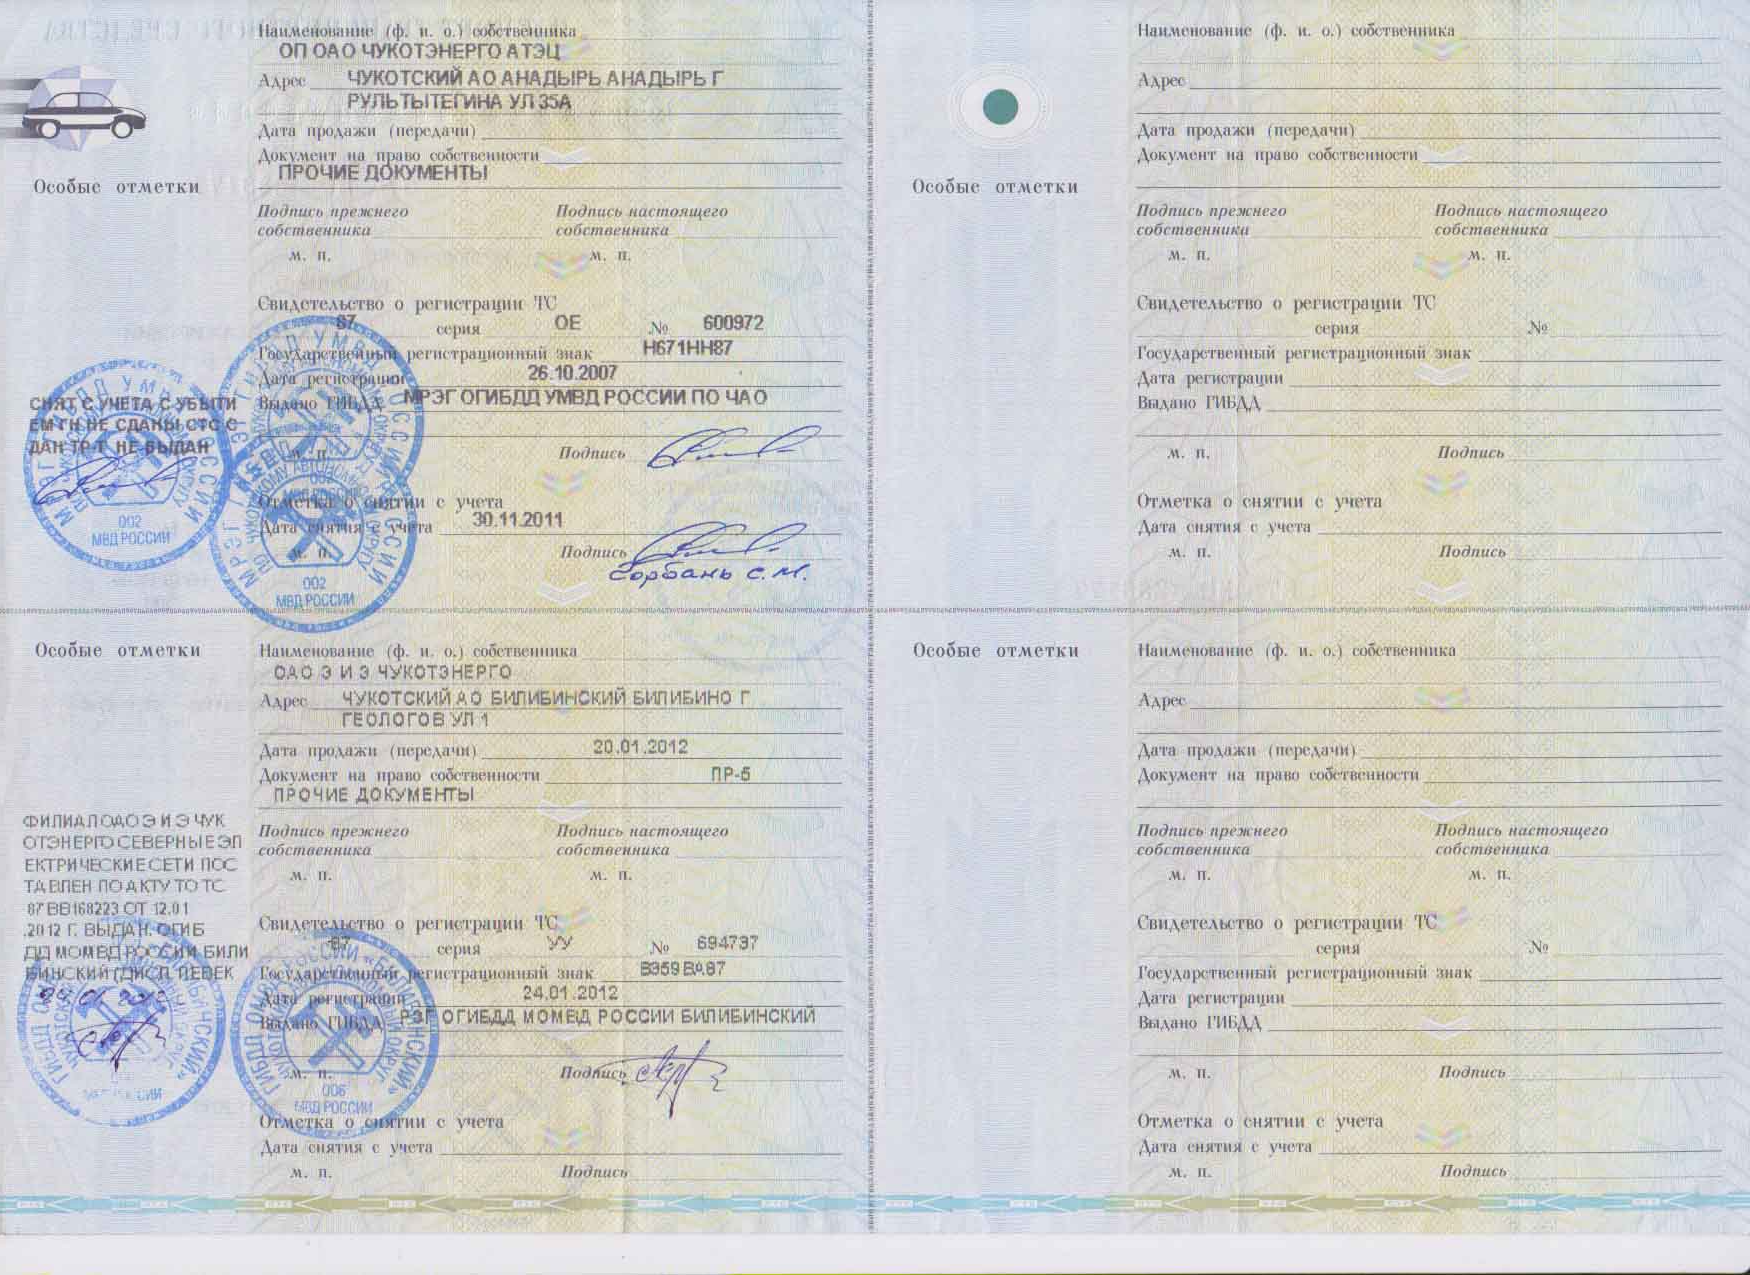 Наименование (ф. и. о.) собственника
ОП ОАО ЧУКОТЭНЕРГО АТЭЦ
Адрес ЧУКОТСКИЙ АО АНАДЫРЬ АНАДЫРЬ Г
РУЛЬТЫТЕГИНА УЛ 35А
Дата продажи (передачи)
Документ на право собственности
ПРОЧИЕ ДОКУМЕНТЫ
Особые отметки
Подпись прежнего Подпись настоящего
собственника собственника
м. п. м. п.
Свидетельство о регистрации ТС
87 серия ОЕ № 600972
Государственный регистрационный знак Н671НН87
Дата регистрации 26.10.2007
Выдано ГИБДД МРЭГ ОГИБДД УМВД РОССИИ ПО ЧАО
СНЯТ С УЧЕТА С УБЫТИ
ЕМ ГН НЕ СДАНЫ СТС С
ДАН ТР-Т НЕ ВЫДАН
м. п. Подпись
Отметка о снятии с учета
Дата снятия с учета 30.11.2011
м. п. Подпись
Горбань С.М.
002
МВД РОССИИ
002
МВД РОССИИ
Особые отметки
Наименование (ф. и. о.) собственника
ОАО Э И Э ЧУКОТЭНЕРГО
Адрес ЧУКОТСКИЙ АО БИЛИБИНСКИЙ БИЛИБИНО Г
ГЕОЛОГОВ УЛ 1
Дата продажи (передачи) 20.01.2012
Документ на право собственности ПР-5
ПРОЧИЕ ДОКУМЕНТЫ
ФИЛИАЛ ОАО Э И Э ЧУК
ОТЭНЕРГО СЕВЕРНЫЕ ЭЛ
ЕКТРИЧЕСКИЕ СЕТИ ПОС
ТАВЛЕН ПО АКТУ ТО ТС
87 ВВ168223 ОТ 12.01
.2012 Г. ВЫДАН. ОГИБ
ДД МОМВД РОССИИ БИЛИ
БИНСКИЙ (ДИСЛ. ПЕВЕК
Подпись прежнего Подпись настоящего
собственника собственника
м. п. м. п.
Свидетельство о регистрации ТС
87 серия УУ № 694737
Государственный регистрационный знак В359ВА87
Дата регистрации 24.01.2012
Выдано ГИБДД РЭГ ОГИБДД МОМВД РОССИИ БИЛИБИНСКИЙ
м. п. Подпись
006
МВД РОССИИ
Отметка о снятии с учета
Дата снятия с учета
м. п. Подпись
Наименование (ф. и. о.) собственника
Адрес
Дата продажи (передачи)
Документ на право собственности
Особые отметки
Подпись прежнего Подпись настоящего
собственника собственника
м. п. м. п.
Свидетельство о регистрации ТС
серия №
Государственный регистрационный знак
Дата регистрации
Выдано ГИБДД
м. п. Подпись
Отметка о снятии с учета
Дата снятия с учета
м. п. Подпись
Особые отметки
Наименование (ф. и. о.) собственника
Адрес
Дата продажи (передачи)
Документ на право собственности
Подпись прежнего Подпись настоящего
собственника собственника
м. п. м. п.
Свидетельство о регистрации ТС
серия №
Государственный регистрационный знак
Дата регистрации
Выдано ГИБДД
м. п. Подпись
Отметка о снятии с учета
Дата снятия с учета
м. п. Подпись